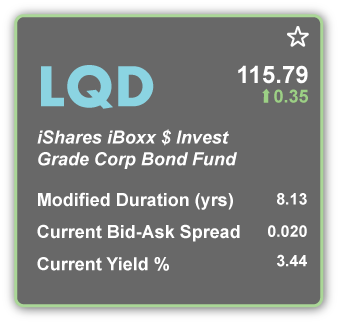 LQD
115.79
⬆0.35
iShares iBoxx $ Invest
Grade Corp Bond Fund
Modified Duration (yrs) 8.13
Current Bid-Ask Spread 0.020
Current Yield % 3.44